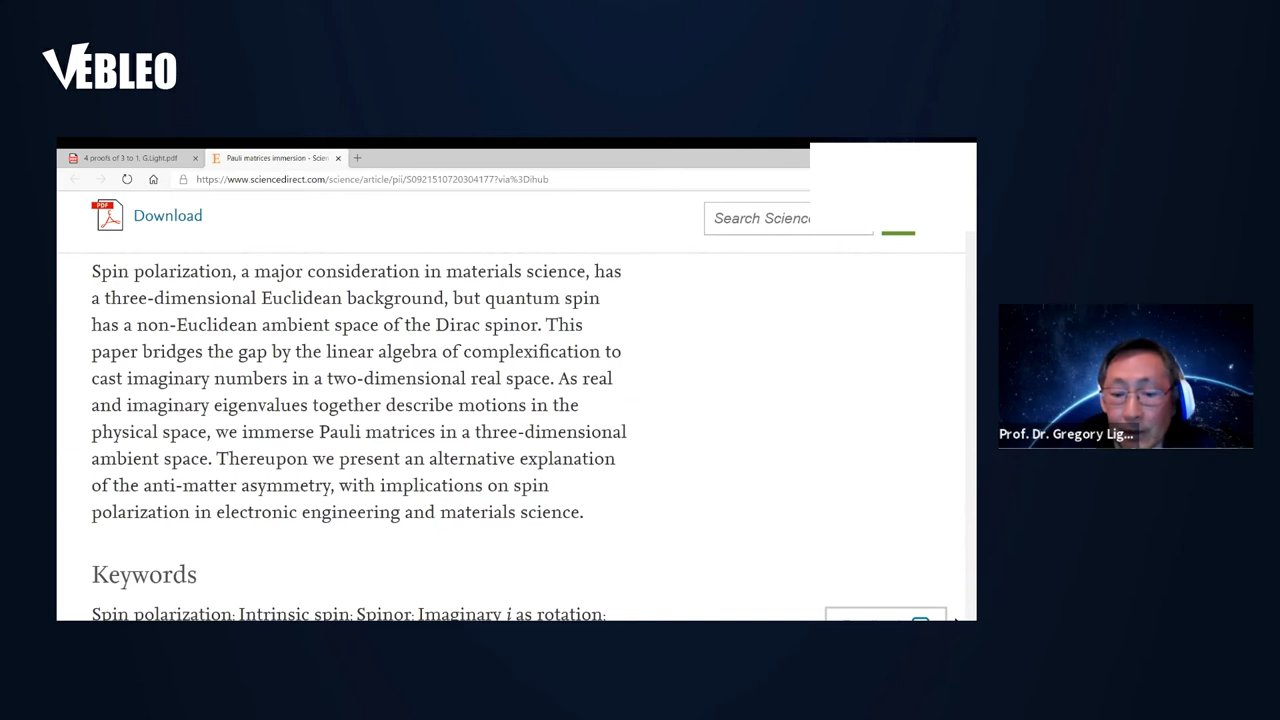 VEBLEO
4 proofs of 3 to 1, G.Light.pdf
Pauli matrices immersion - Scien
https://www.sciencedirect.com/science/article/pii/S0921510720304177?via%3Dihub
PDF
Download
Search Scienc
Spin polarization, a major consideration in materials science, has
a three-dimensional Euclidean background, but quantum spin
has a non-Euclidean ambient space of the Dirac spinor. This
paper bridges the gap by the linear algebra of complexification to
cast imaginary numbers in a two-dimensional real space. As real
and imaginary eigenvalues together describe motions in the
physical space, we immerse Pauli matrices in a three-dimensional
ambient space. Thereupon we present an alternative explanation
of the anti-matter asymmetry, with implications on spin
polarization in electronic engineering and materials science.
Prof. Dr. Gregory Lig...
Keywords
Spin polarization; Intrinsic spin; Spinor; Imaginary i as rotation;